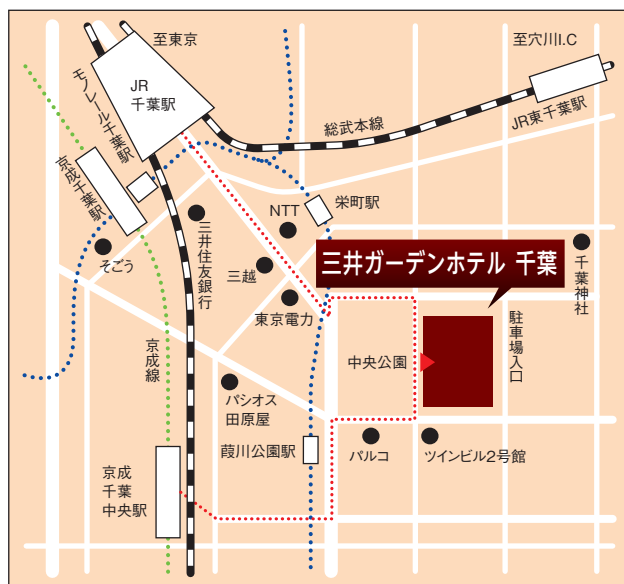 至東京
至穴川I.C
JR
千葉駅
モノレール千葉駅
総武本線
JR東千葉駅
京成千葉駅
栄町駅
NTT
三井住友銀行
そごう
三越
三井ガーデンホテル 千葉
千葉神社
東京電力
駐車場入口
京成線
中央公園
パシオス
田原屋
葭川公園駅
パルコ
ツインビル2号館
京成
千葉
中央駅